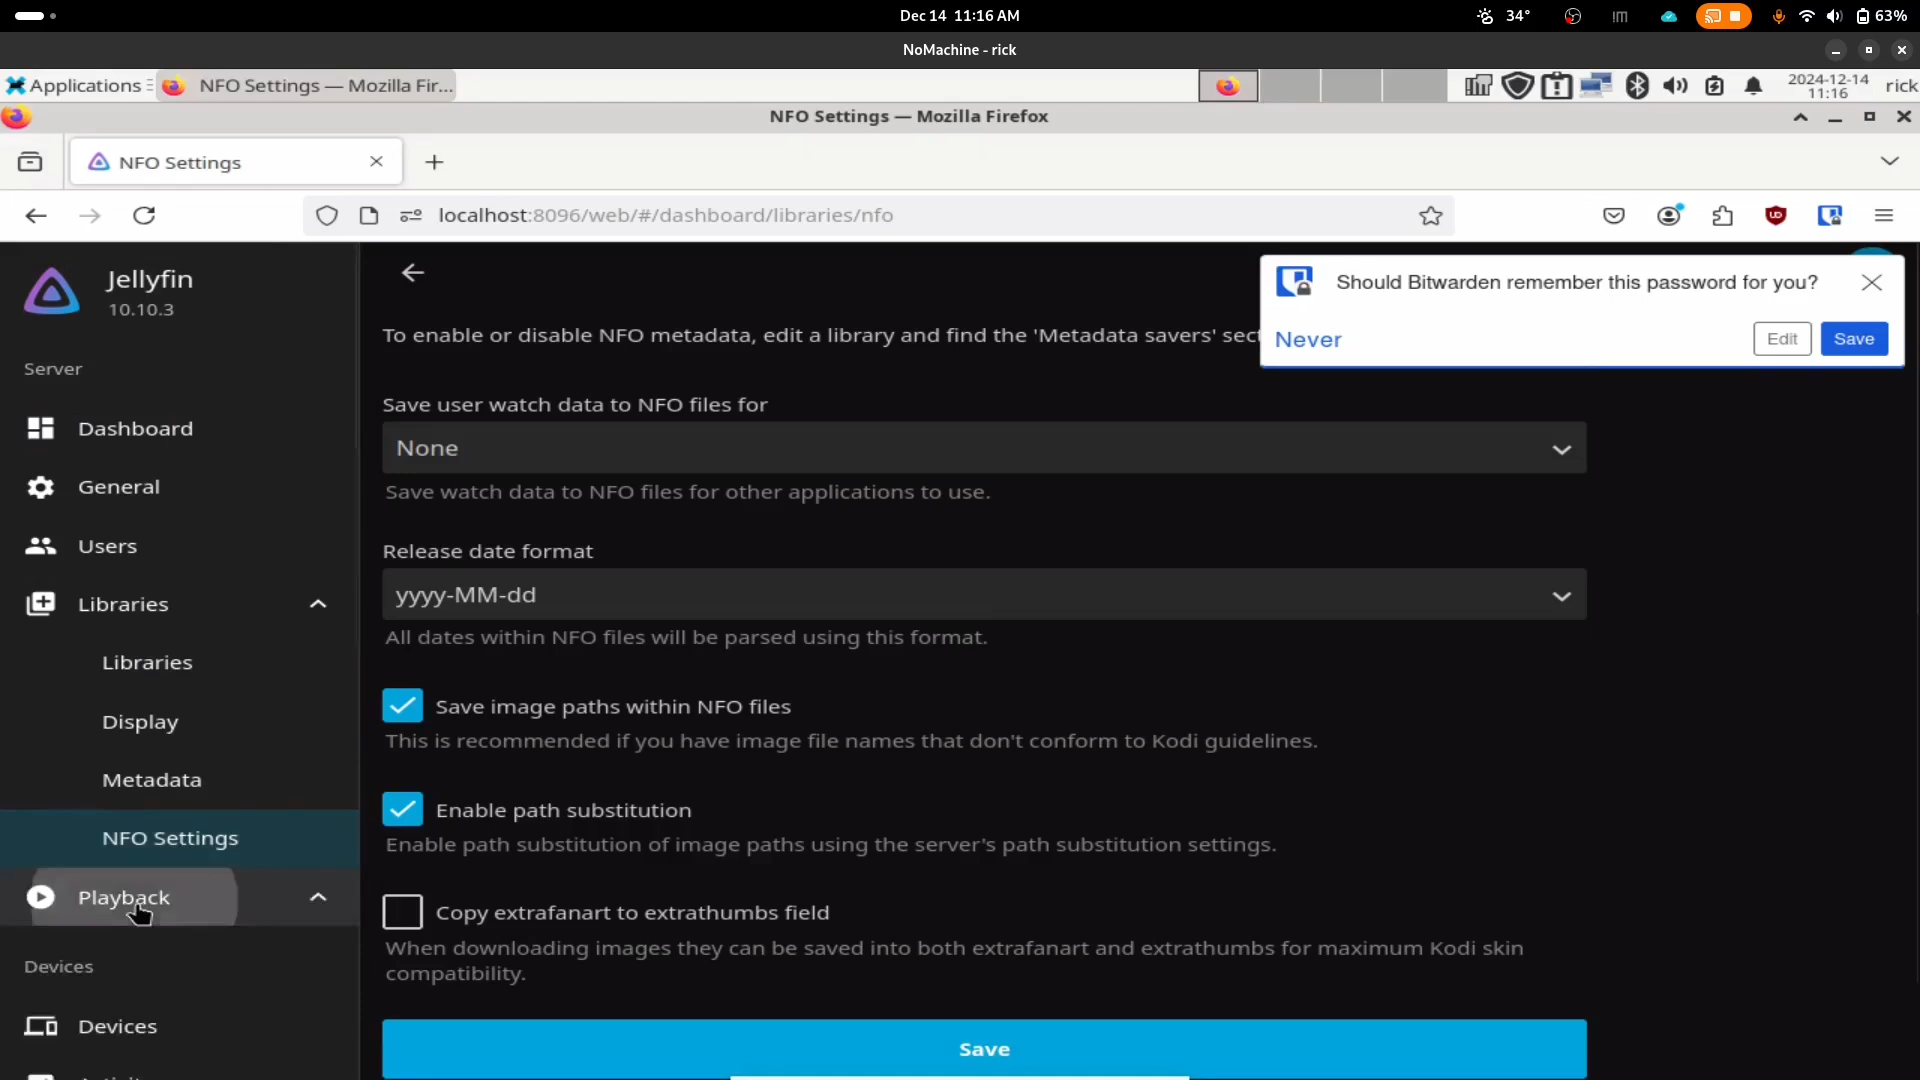 Dec 14 11:16 AM
34°
63%
NoMachine - rick
Applications
NFO Settings — Mozilla Fir...
2024-12-14
11:16
rick
NFO Settings — Mozilla Firefox
NFO Settings
localhost:8096/web/#/dashboard/libraries/nfo
Jellyfin
10.10.3
Server
Dashboard
General
Users
Libraries
Libraries
Display
Metadata
NFO Settings
Playback
Devices
Devices
Should Bitwarden remember this password for you?
Never
Edit
Save
To enable or disable NFO metadata, edit a library and find the 'Metadata savers' sect
Save user watch data to NFO files for
None
Save watch data to NFO files for other applications to use.
Release date format
yyyy-MM-dd
All dates within NFO files will be parsed using this format.
Save image paths within NFO files
This is recommended if you have image file names that don't conform to Kodi guidelines.
Enable path substitution
Enable path substitution of image paths using the server's path substitution settings.
Copy extrafanart to extrathumbs field
When downloading images they can be saved into both extrafanart and extrathumbs for maximum Kodi skin
compatibility.
Save